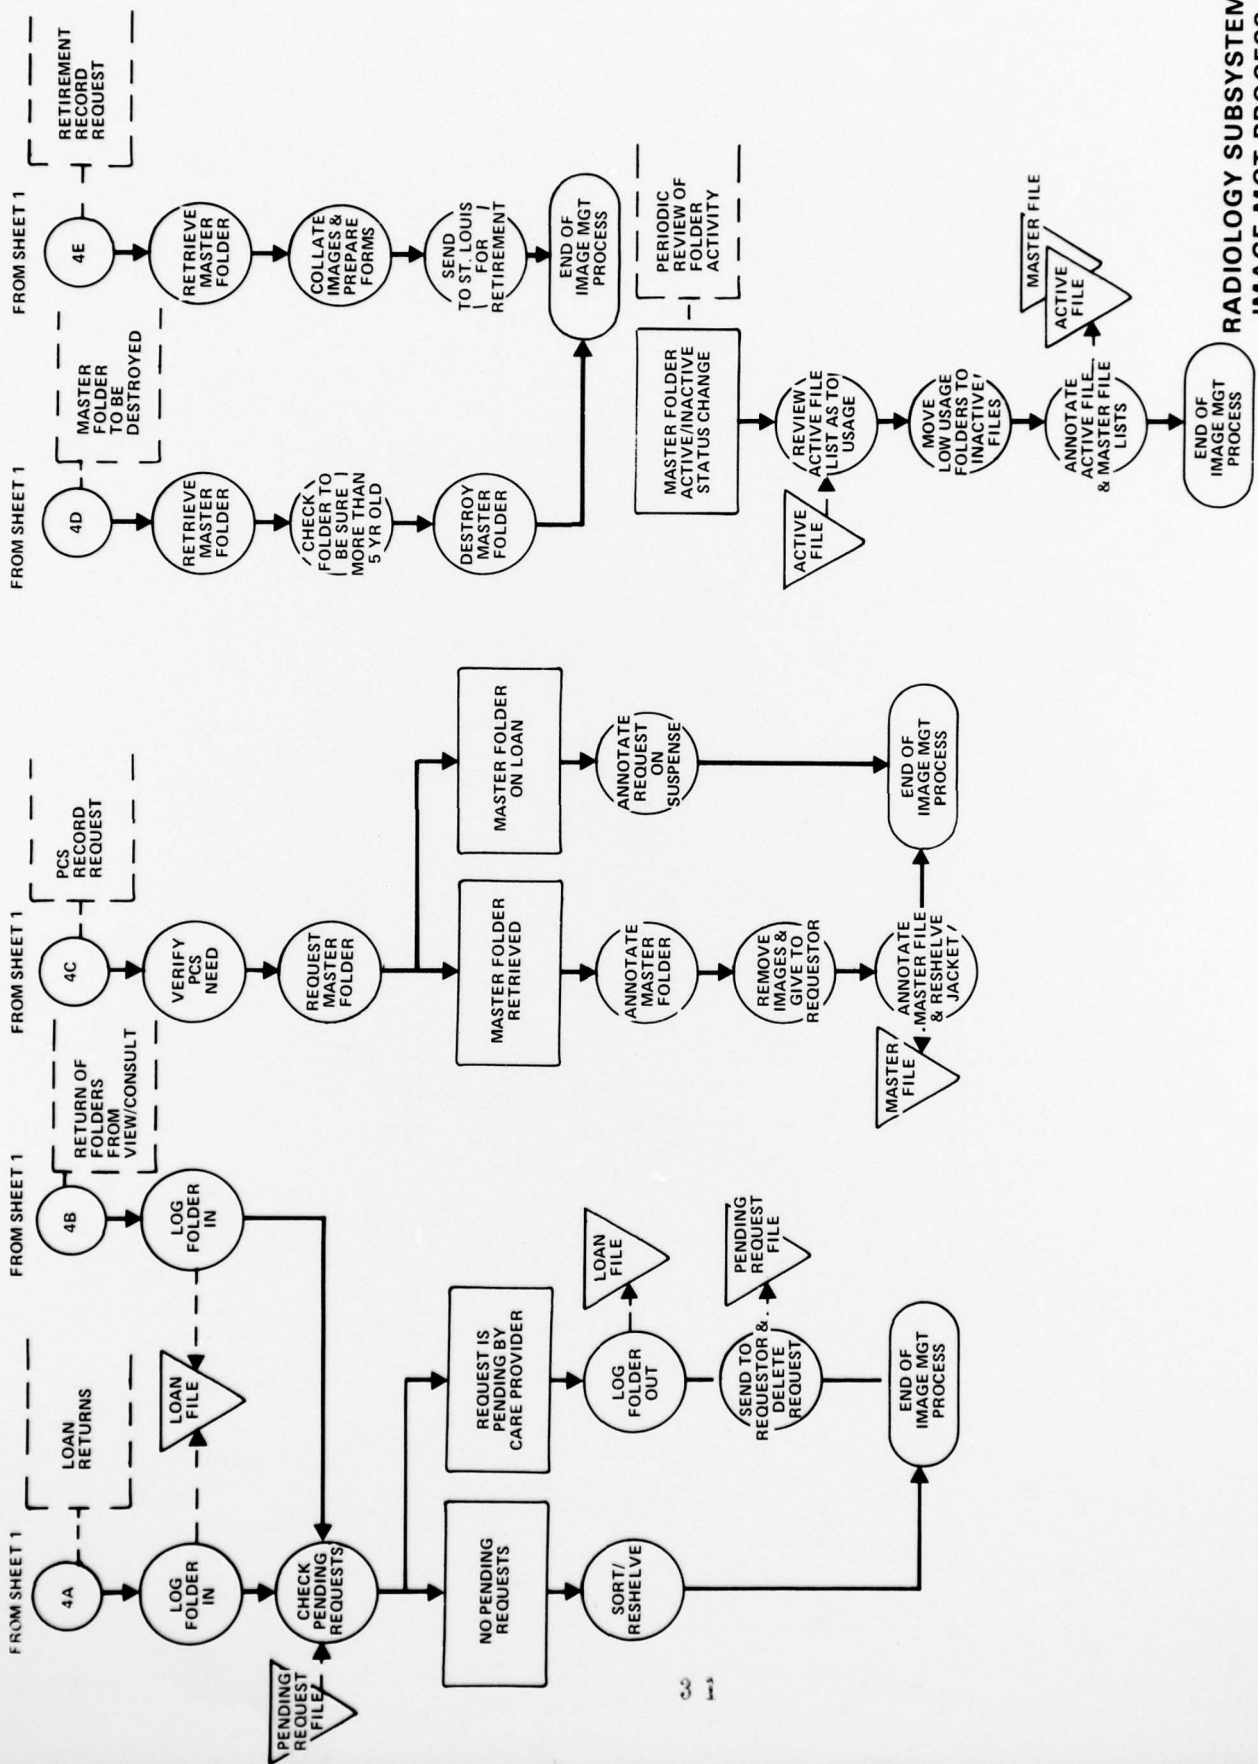 FROM SHEET 1
4A
LOAN
RETURNS
LOG
FOLDER
IN
LOAN
FILE
PENDING
REQUEST
FILE
CHECK
PENDING
REQUESTS
NO PENDING
REQUESTS
SORT/
RESHELVE
REQUEST IS
PENDING BY
CARE PROVIDER
LOG
FOLDER
OUT
LOAN
FILE
SEND TO
REQUESTOR &
DELETE
REQUEST
PENDING
REQUEST
FILE
END OF
IMAGE MGT
PROCESS
FROM SHEET 1
4B
RETURN OF
FOLDERS
FROM
VIEW/CONSULT
LOG
FOLDER
IN
FROM SHEET 1
4C
PCS
RECORD
REQUEST
VERIFY
PCS
NEED
REQUEST
MASTER
FOLDER
MASTER FOLDER
RETRIEVED
ANNOTATE
MASTER
FOLDER
REMOVE
IMAGES &
GIVE TO
REQUESTOR
ANNOTATE
MASTER FILE
& RESHELVE
JACKET
MASTER
FILE
MASTER FOLDER
ON LOAN
ANNOTATE
REQUEST
ON
SUSPENSE
END OF
IMAGE MGT
PROCESS
FROM SHEET 1
4D
MASTER
FOLDER
TO BE
DESTROYED
RETRIEVE
MASTER
FOLDER
CHECK
FOLDER TO
BE SURE
MORE THAN
5 YR OLD
DESTROY
MASTER
FOLDER
FROM SHEET 1
4E
RETIREMENT
RECORD
REQUEST
RETRIEVE
MASTER
FOLDER
COLLATE
IMAGES &
PREPARE
FORMS
SEND
TO ST. LOUIS
FOR
RETIREMENT
END OF
IMAGE MGT
PROCESS
MASTER FOLDER
ACTIVE/INACTIVE
STATUS CHANGE
PERIODIC
REVIEW OF
FOLDER
ACTIVITY
ACTIVE
FILE
REVIEW
ACTIVE FILE
LIST AS TO
USAGE
MOVE
LOW USAGE
FOLDERS TO
INACTIVE
FILES
ANNOTATE
ACTIVE FILE
& MASTER FILE
LISTS
MASTER FILE
ACTIVE
FILE
END OF
IMAGE MGT
PROCESS
RADIOLOGY SUBSYSTEM
IMAGE MGT PROCESS
31